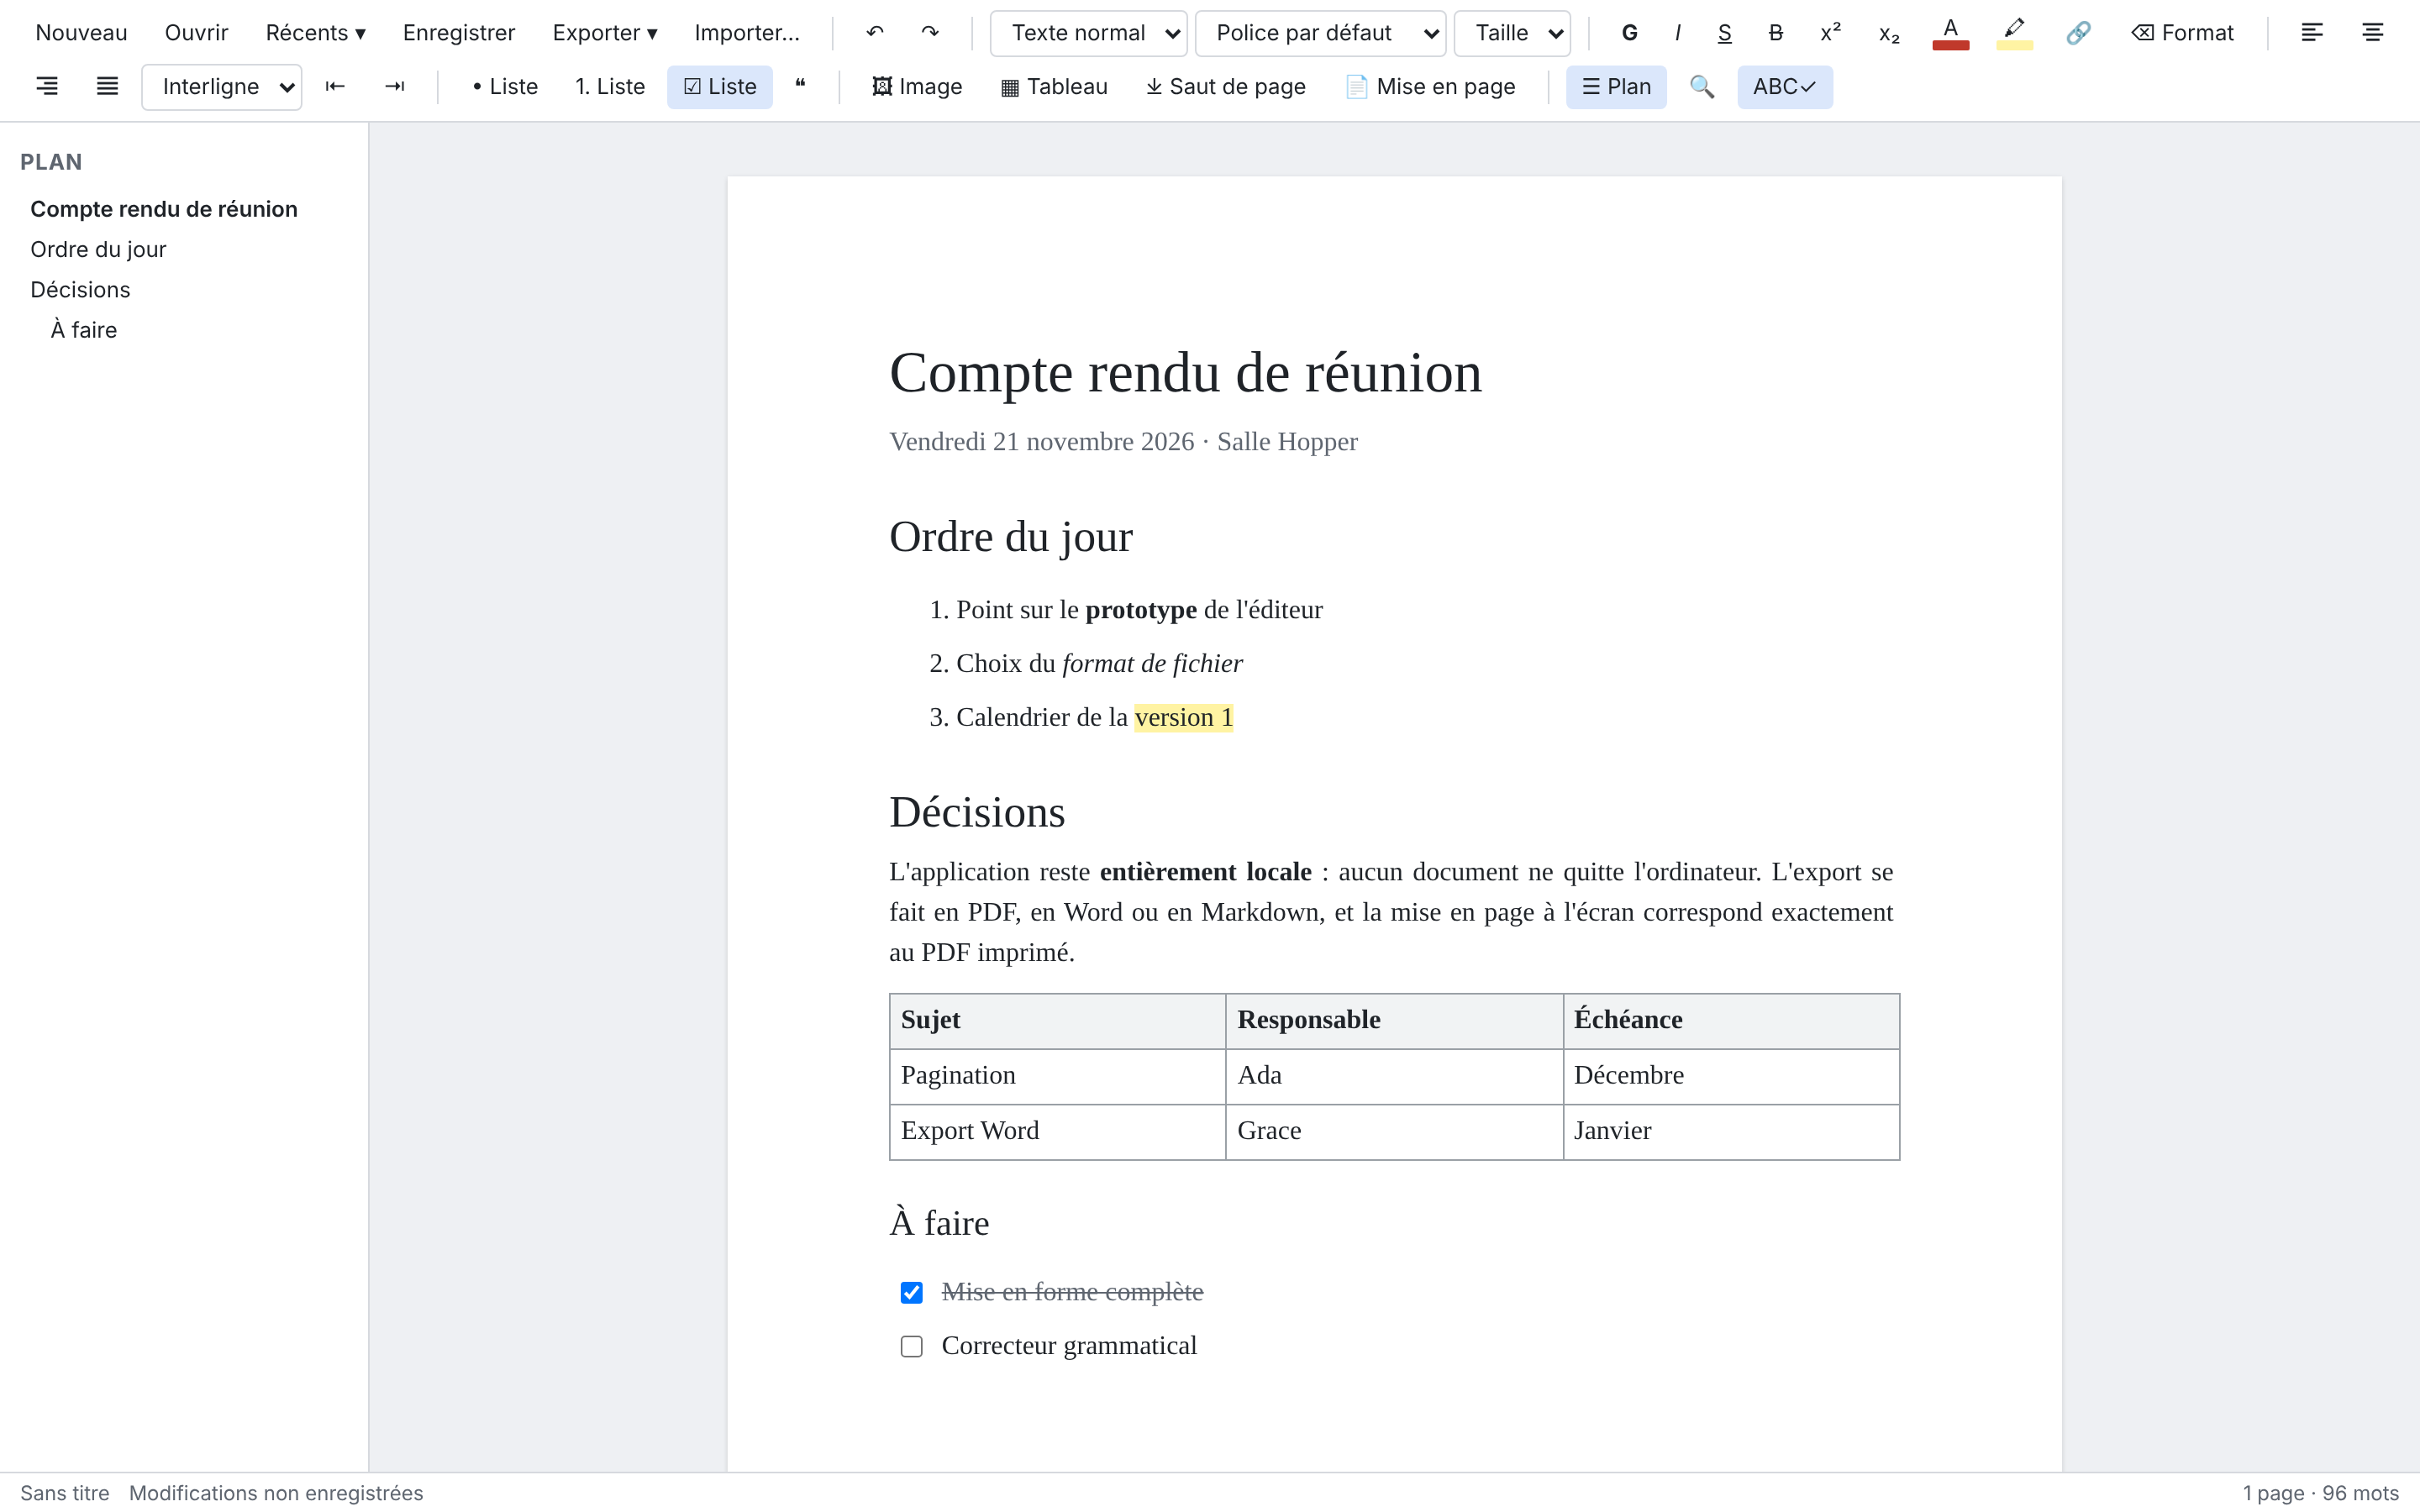 Nouveau Ouvrir Récents ▾ Enregistrer Exporter ▾ Importer… ↶ ↷ Texte normal Police par défaut Taille G I S B x² x₂ A 🖍 🔗 ⌫ Format
Interligne ⇤ ⇥ • Liste 1. Liste ☑ Liste ❝ 🖼 Image ▦ Tableau ⤓ Saut de page 📄 Mise en page ☰ Plan 🔍 ABC✓
PLAN
Compte rendu de réunion
Ordre du jour
Décisions
À faire
Compte rendu de réunion
Vendredi 21 novembre 2026 · Salle Hopper
Ordre du jour
1. Point sur le prototype de l'éditeur
2. Choix du format de fichier
3. Calendrier de la version 1
Décisions
L'application reste entièrement locale : aucun document ne quitte l'ordinateur. L'export se
fait en PDF, en Word ou en Markdown, et la mise en page à l'écran correspond exactement
au PDF imprimé.
Sujet Responsable Échéance
Pagination Ada Décembre
Export Word Grace Janvier
À faire
Mise en forme complète
Correcteur grammatical
Sans titre Modifications non enregistrées 1 page · 96 mots